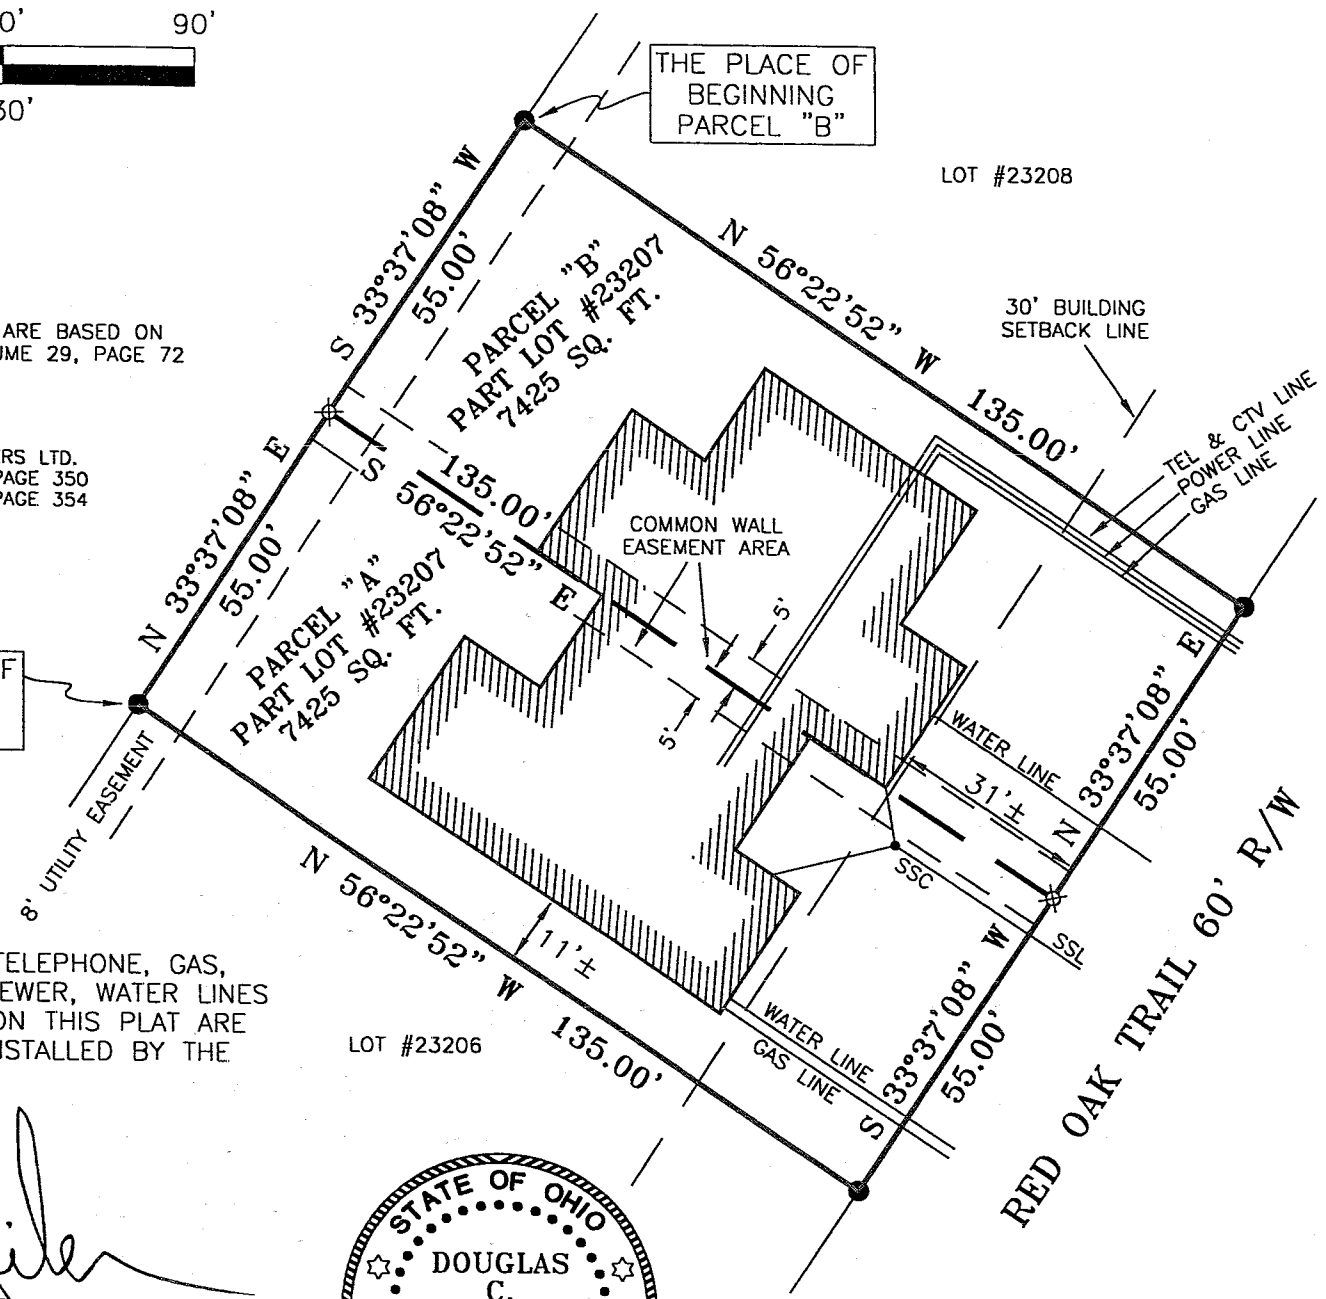 0'
90'
30'
THE PLACE OF
BEGINNING
PARCEL "B"
LOT #23208
S 33°37'08" W
55.00'
N 56°22'52" W
135.00'
PARCEL "B"
PART LOT #23207
7425 SQ. FT.
30' BUILDING
SETBACK LINE
ARE BASED ON
UME 29, PAGE 72
TEL & CTV LINE
POWER LINE
GAS LINE
RS LTD.
PAGE 350
PAGE 354
135.00'
S 56°22'52" E
COMMON WALL
EASEMENT AREA
N 33°37'08" E
55.00'
PARCEL "A"
PART LOT #23207
7425 SQ. FT.
5'
5'
F
N 33°37'08" E
55.00'
WATER LINE
31'±
8' UTILITY EASEMENT
SSC
SSL
N 56°22'52" W
135.00'
11'±
S 33°37'08" W
55.00'
RED OAK TRAIL 60' R/W
TELEPHONE, GAS,
EWER, WATER LINES
ON THIS PLAT ARE
NSTALLED BY THE
LOT #23206
WATER LINE
GAS LINE
STATE OF OHIO
DOUGLAS
C.